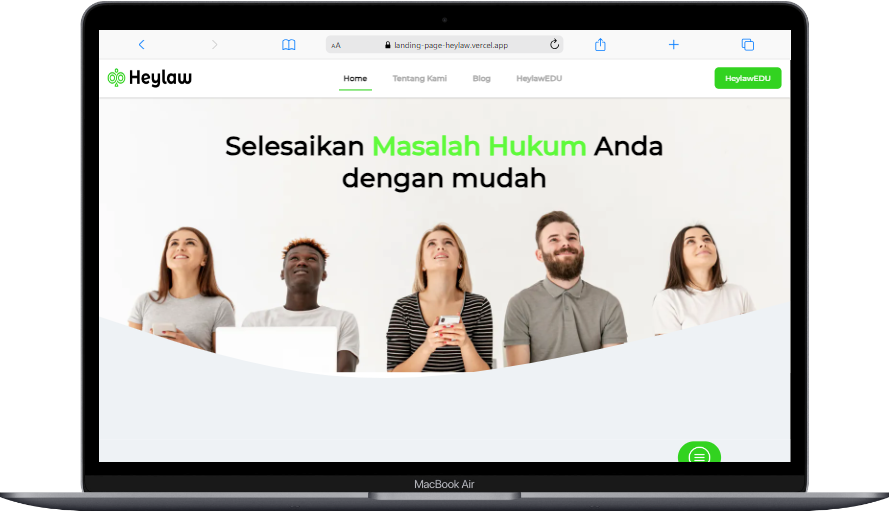 AA landing-page-heylaw.vercel.app
Heylaw Home Tentang Kami Blog HeylawEDU HeylawEDU
Selesaikan Masalah Hukum Anda
dengan mudah
MacBook Air